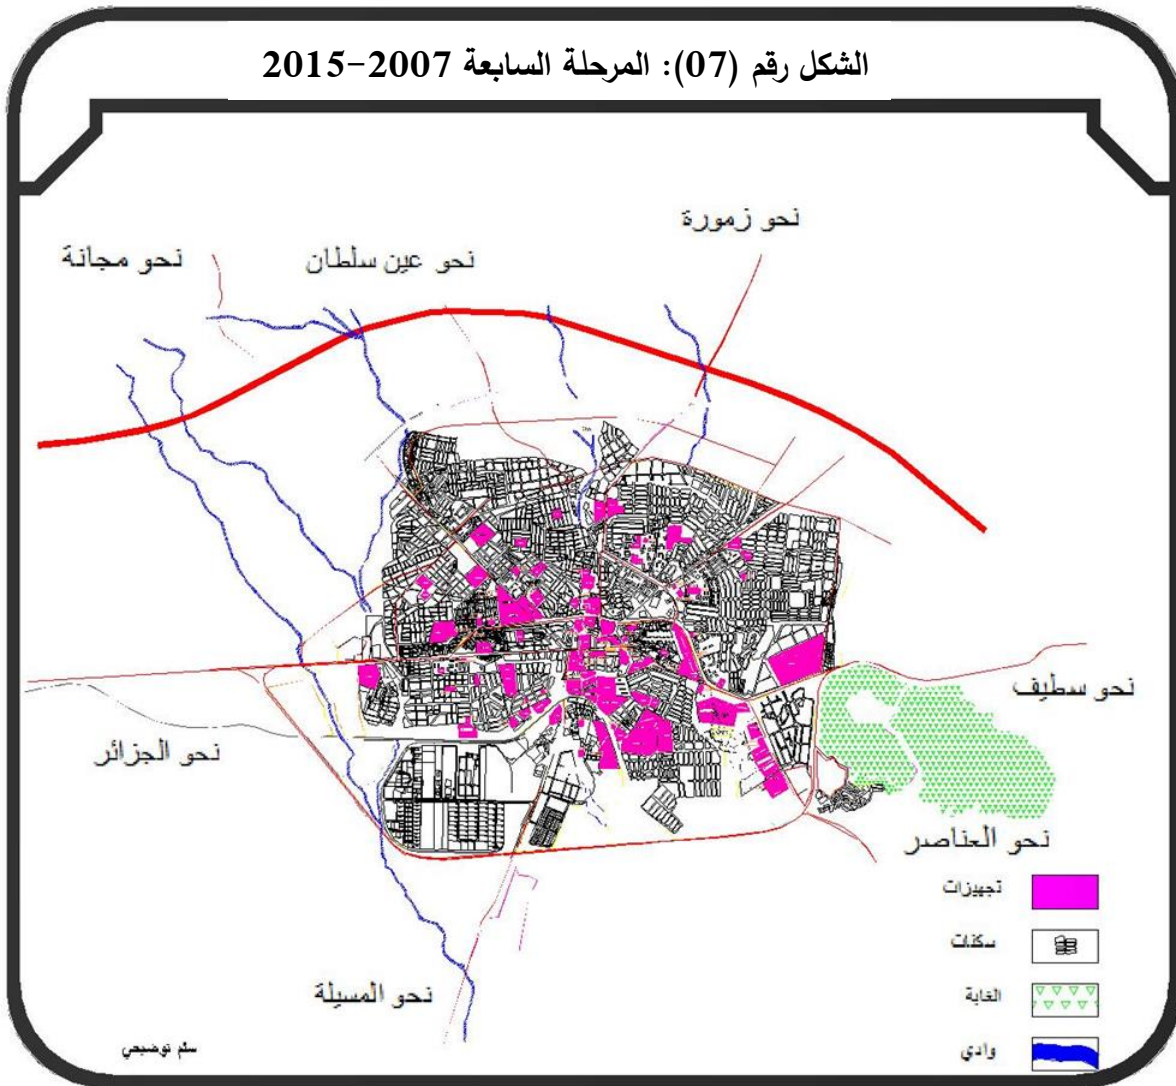 الشكل رقم (07): المرحلة السابعة 2007-2015
نحو زمورة
نحو عين سلطان
نحو مجانة
نحو سطيف
نحو الجزائر
نحو العناصر
تجهيزات
سكنات
الغابة
وادي
نحو المسيلة
سلم توضيحي